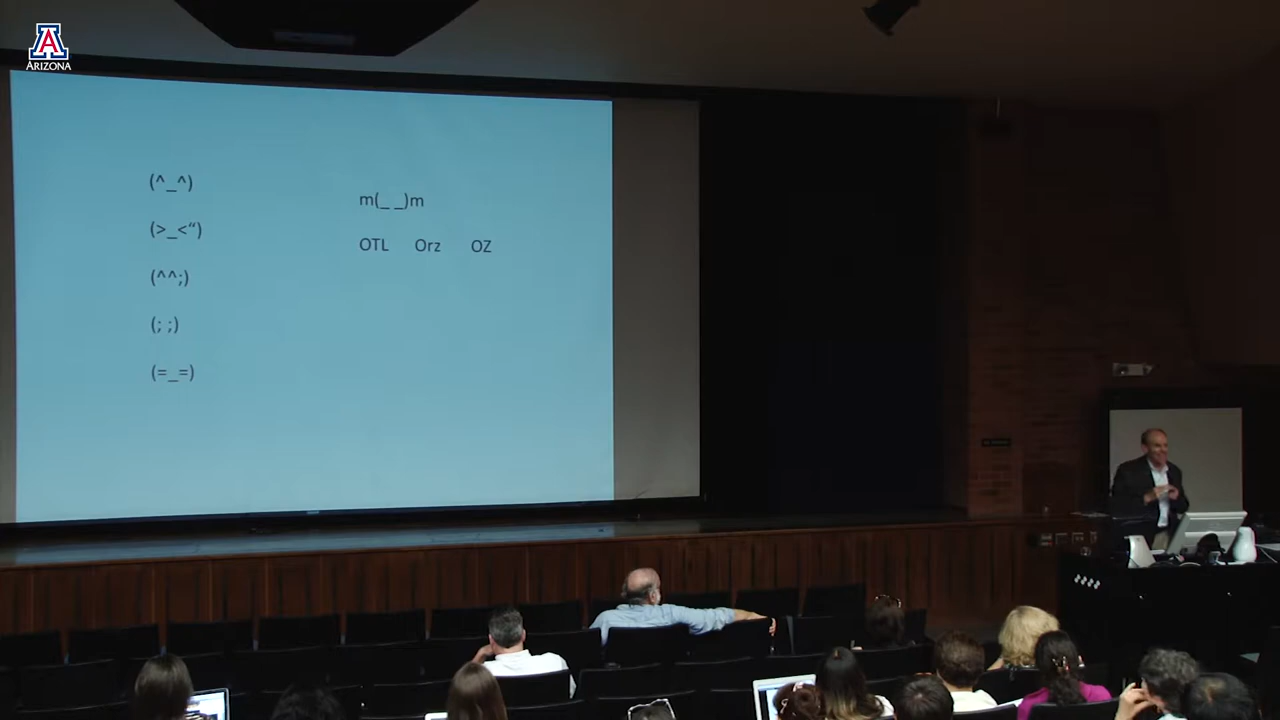 A
ARIZONA
(^_^)
(>_<“)
(^^;)
(; ;)
(=_=)
m(_ _)m
OTL Orz OZ